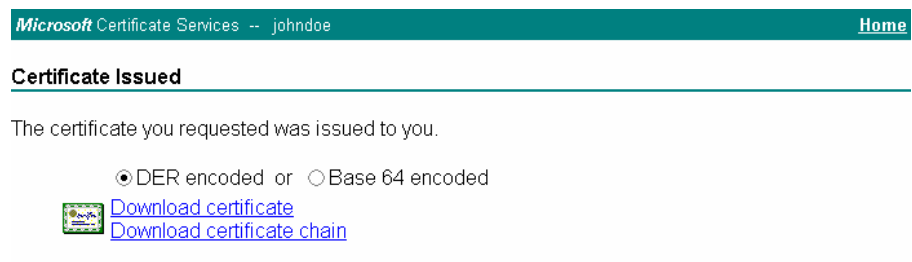 Microsoft Certificate Services -- johndoe Home
Certificate Issued
The certificate you requested was issued to you.
DER encoded or Base 64 encoded
Download certificate
Download certificate chain